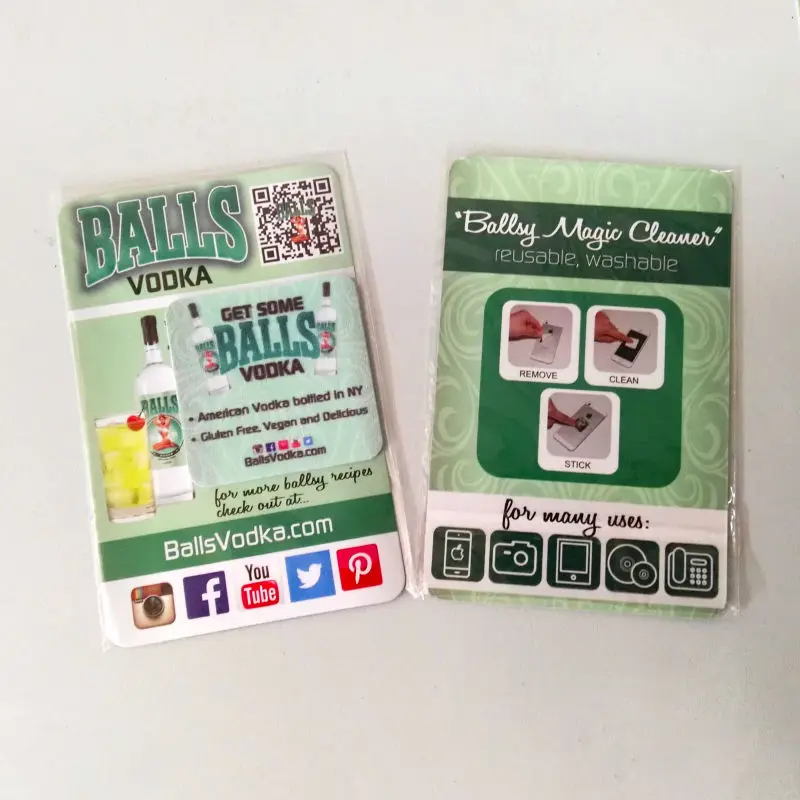 BALLS
VODKA
GET SOME
BALLS
VODKA
• American Vodka bottled in NY
• Gluten Free, Vegan and Delicious
BallsVodka.com
BALLS
for more ballsy recipes
check out at...
BallsVodka.com
You
Tube
"Ballsy Magic Cleaner"
reusable, washable
REMOVE
CLEAN
STICK
for many uses: